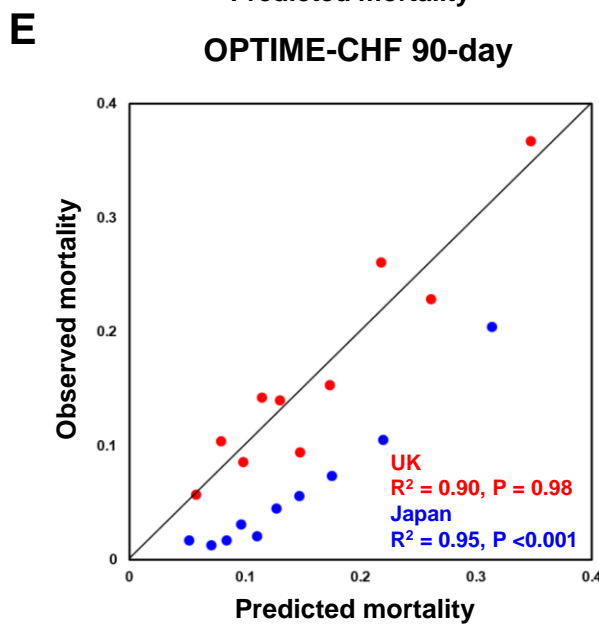 Predicted mortality
E
OPTIME-CHF 90-day
0.4
0.3
0.2
0.1
0
Observed mortality
UK
R² = 0.90, P = 0.98
Japan
R² = 0.95, P <0.001
0 0.1 0.2 0.3 0.4
Predicted mortality